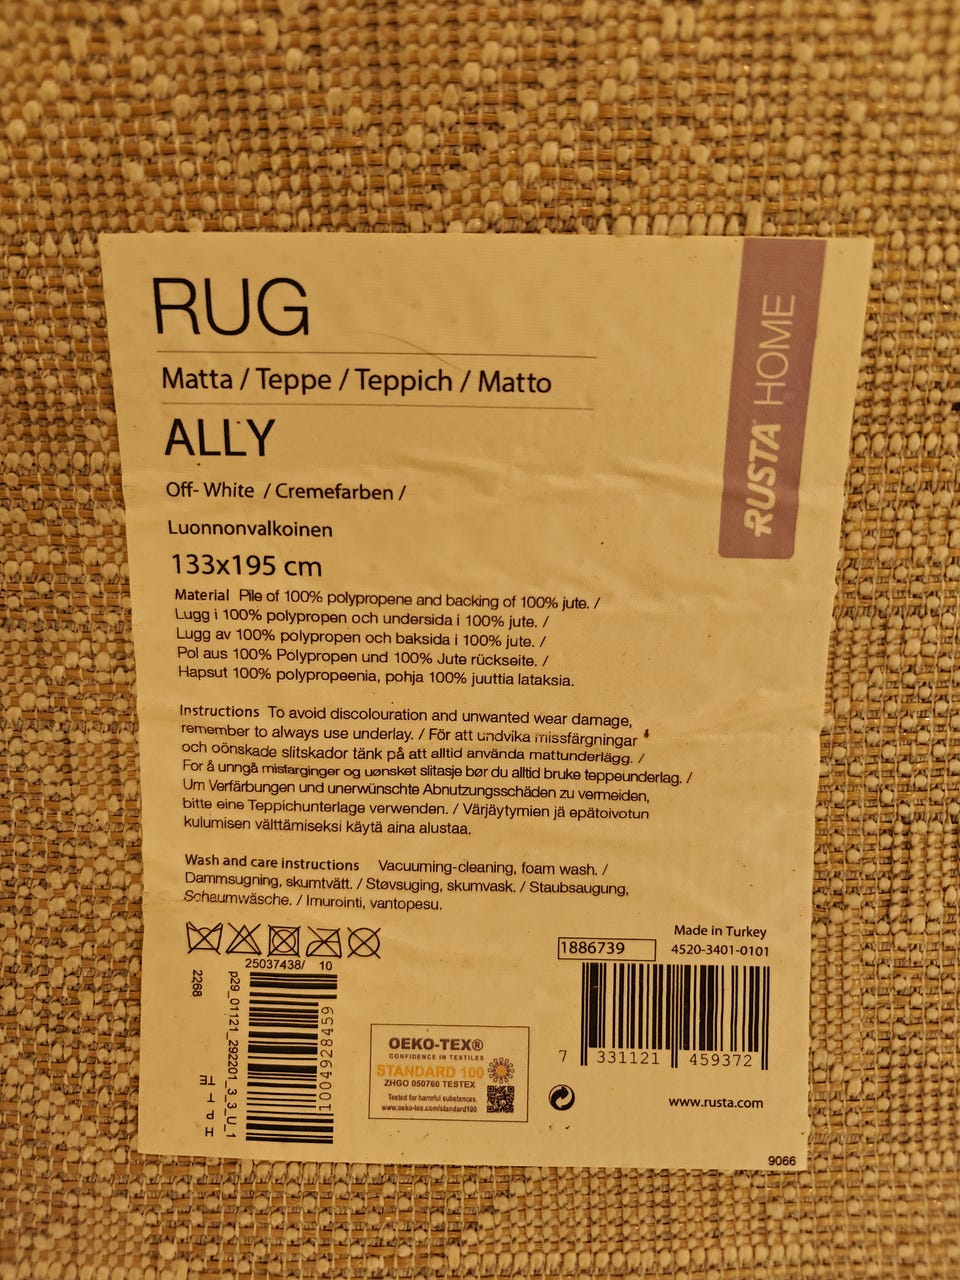 RUG
Matta / Teppe / Teppich / Matto
ALLY
Off- White / Cremefarben /
Luonnonvalkoinen
133x195 cm
Material Pile of 100% polypropene and backing of 100% jute. /
Lugg i 100% polypropen och undersida i 100% jute. /
Lugg av 100% polypropen och baksida i 100% jute. /
Pol aus 100% Polypropen und 100% Jute rückseite. /
Hapsut 100% polypropeenia, pohja 100% juuttia lataksia.
Instructions To avoid discolouration and unwanted wear damage,
remember to always use underlay. / För att undvika missfärgningar
och oönskade slitskador tänk på att alltid använda mattunderlägg. /
For å unngå misfarginger og uønsket slitasje bør du alltid bruke teppeunderlag. /
Um Verfärbungen und unerwünschte Abnutzungsschäden zu vermeiden,
bitte eine Teppichunterlage verwenden. / Värjäytymien jä epätoivotun
kulumisen välttämiseksi käytä aina alustaa.
Wash and care instructions Vacuuming-cleaning, foam wash. /
Dammsugning, skumtvätt. / Støvsuging, skumvask. / Staubsaugung,
Schaumwäsche. / Imurointi, vantopesu.
RUSTA HOME
Made in Turkey
1886739 4520-3401-0101
7 331121 459372
www.rusta.com
9066
25037438/ 10
2268
p29_01121_292201_3_3_U_1
1004928459
H P T TE
OEKO-TEX®
CONFIDENCE IN TEXTILES
STANDARD 100
ZHGO 050760 TESTEX
Tested for harmful substances.
www.oeko-tex.com/standard100